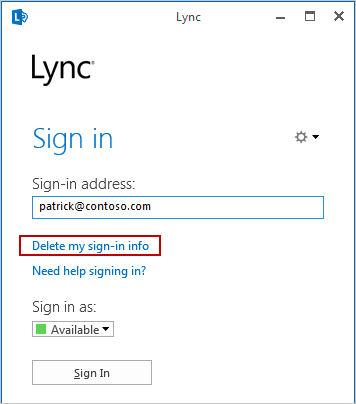 Lync
Lync
Sign in
Sign-in address:
patrick@contoso.com
Delete my sign-in info
Need help signing in?
Sign in as:
Available
Sign In